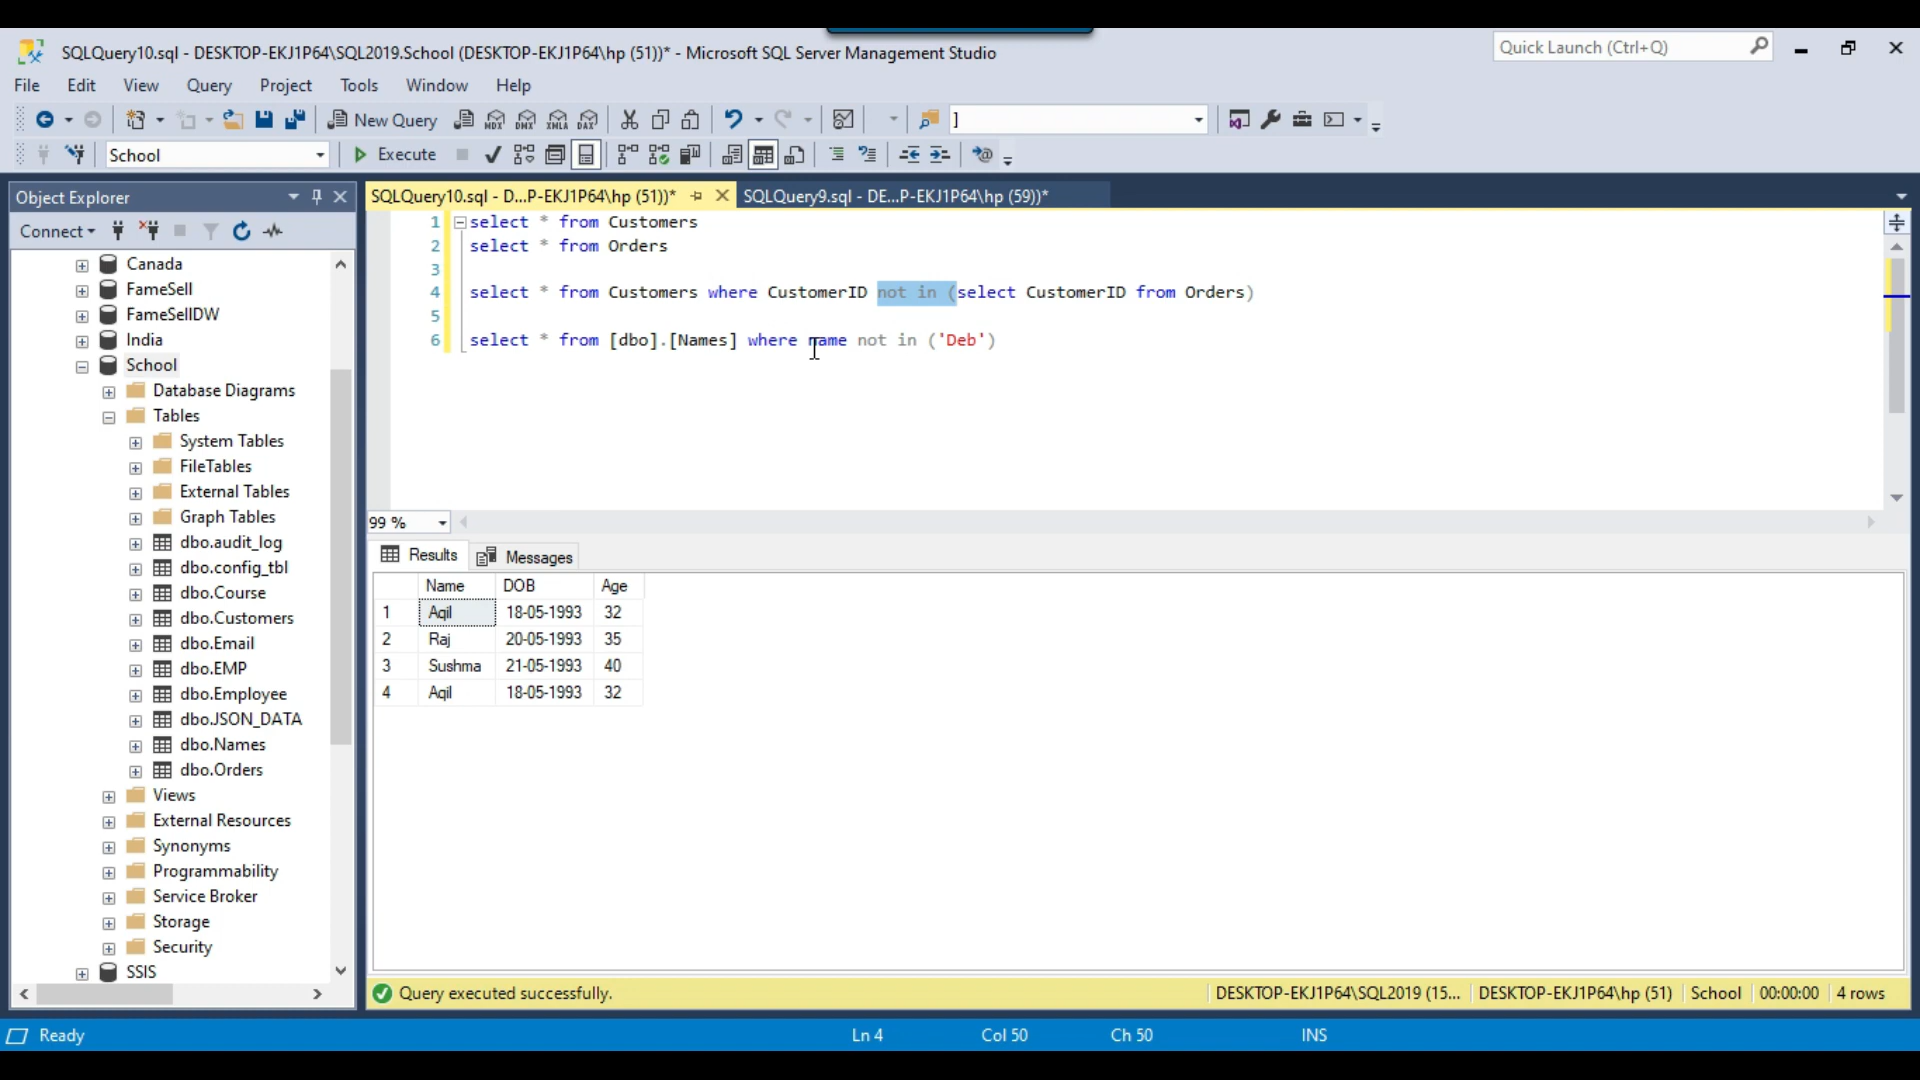 SQLQuery10.sql - DESKTOP-EKJ1P64\SQL2019.School (DESKTOP-EKJ1P64\hp (51))* - Microsoft SQL Server Management Studio
Quick Launch (Ctrl+Q)
File Edit View Query Project Tools Window Help
New Query
MDX DMX XMLA DAX
]
School
Execute
Object Explorer
SQLQuery10.sql - D...P-EKJ1P64\hp (51))*
SQLQuery9.sql - DE...P-EKJ1P64\hp (59))*
Connect
Canada
FameSell
FameSellDW
India
School
Database Diagrams
Tables
System Tables
FileTables
External Tables
Graph Tables
dbo.audit_log
dbo.config_tbl
dbo.Course
dbo.Customers
dbo.Email
dbo.EMP
dbo.Employee
dbo.JSON_DATA
dbo.Names
dbo.Orders
Views
External Resources
Synonyms
Programmability
Service Broker
Storage
Security
SSIS
1 select * from Customers
2 select * from Orders
3
4 select * from Customers where CustomerID not in (select CustomerID from Orders)
5
6 select * from [dbo].[Names] where name not in ('Deb')
99 %
Results Messages
Name DOB Age
1 Aqil 18-05-1993 32
2 Raj 20-05-1993 35
3 Sushma 21-05-1993 40
4 Aqil 18-05-1993 32
Query executed successfully.
DESKTOP-EKJ1P64\SQL2019 (15... DESKTOP-EKJ1P64\hp (51) School 00:00:00 4 rows
Ready Ln 4 Col 50 Ch 50 INS